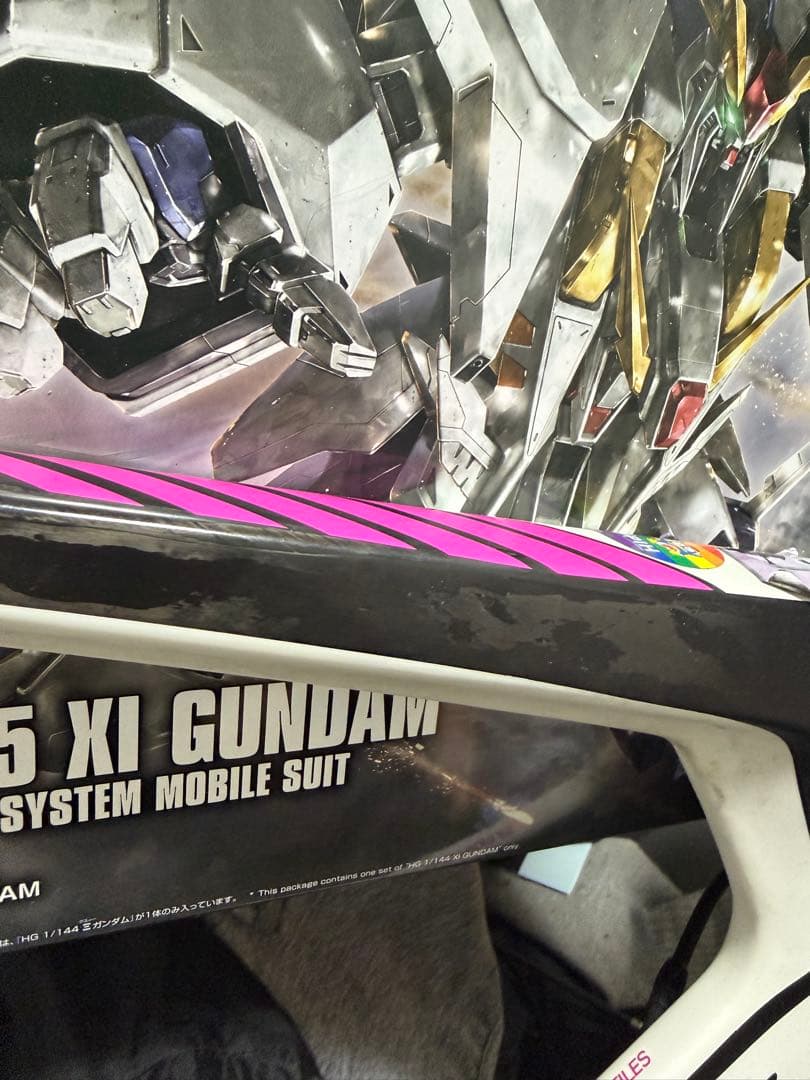 5 XI GUNDAM
SYSTEM MOBILE SUIT
AM
* This package contains one set of "HG 1/144 XI GUNDAM" only.
は、「HG 1/144 Ξガンダム」が1体のみ入っています。